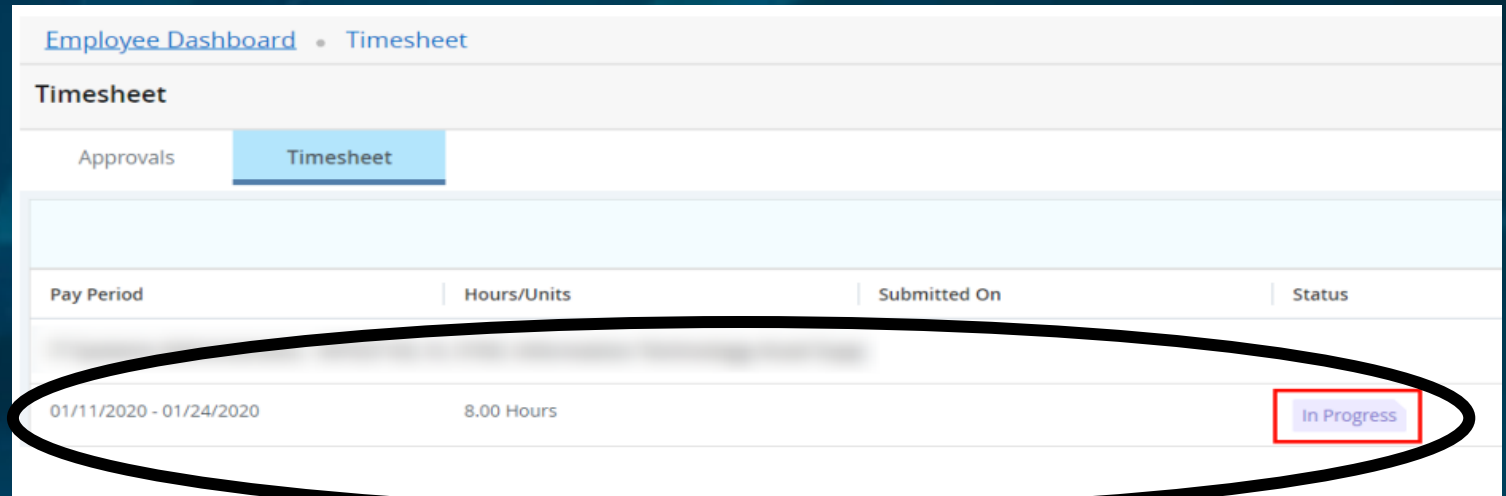 Employee Dashboard • Timesheet
Timesheet
Approvals Timesheet
Pay Period Hours/Units Submitted On Status
01/11/2020 - 01/24/2020 8.00 Hours In Progress